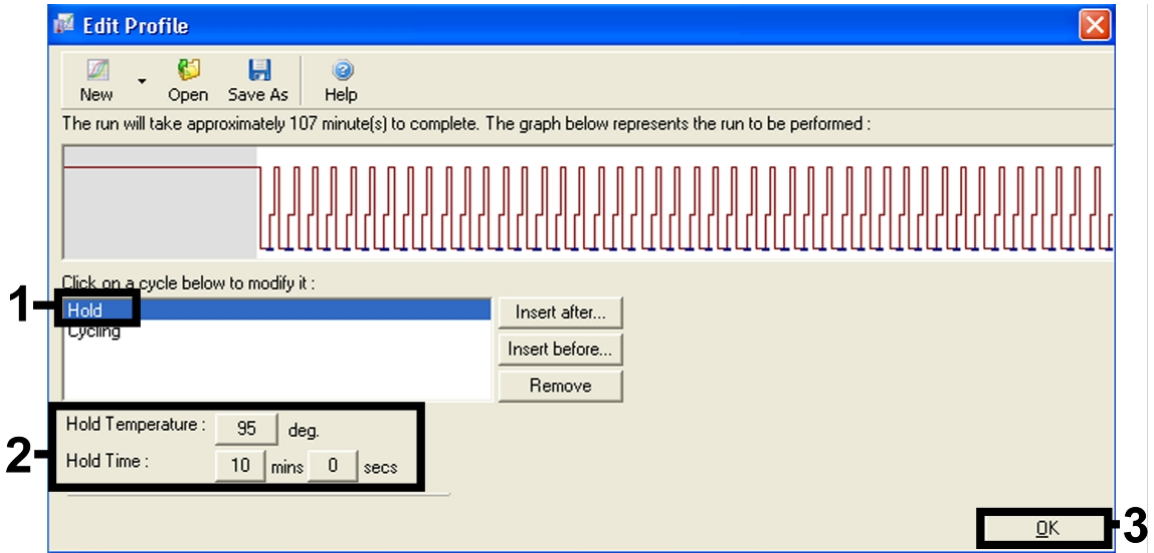 Edit Profile
New Open Save As Help
The run will take approximately 107 minute(s) to complete. The graph below represents the run to be performed :
Click on a cycle below to modify it :
1
Hold
Insert after...
Cycling
Insert before...
Remove
2
Hold Temperature : 95 deg.
Hold Time : 10 mins 0 secs
OK
3